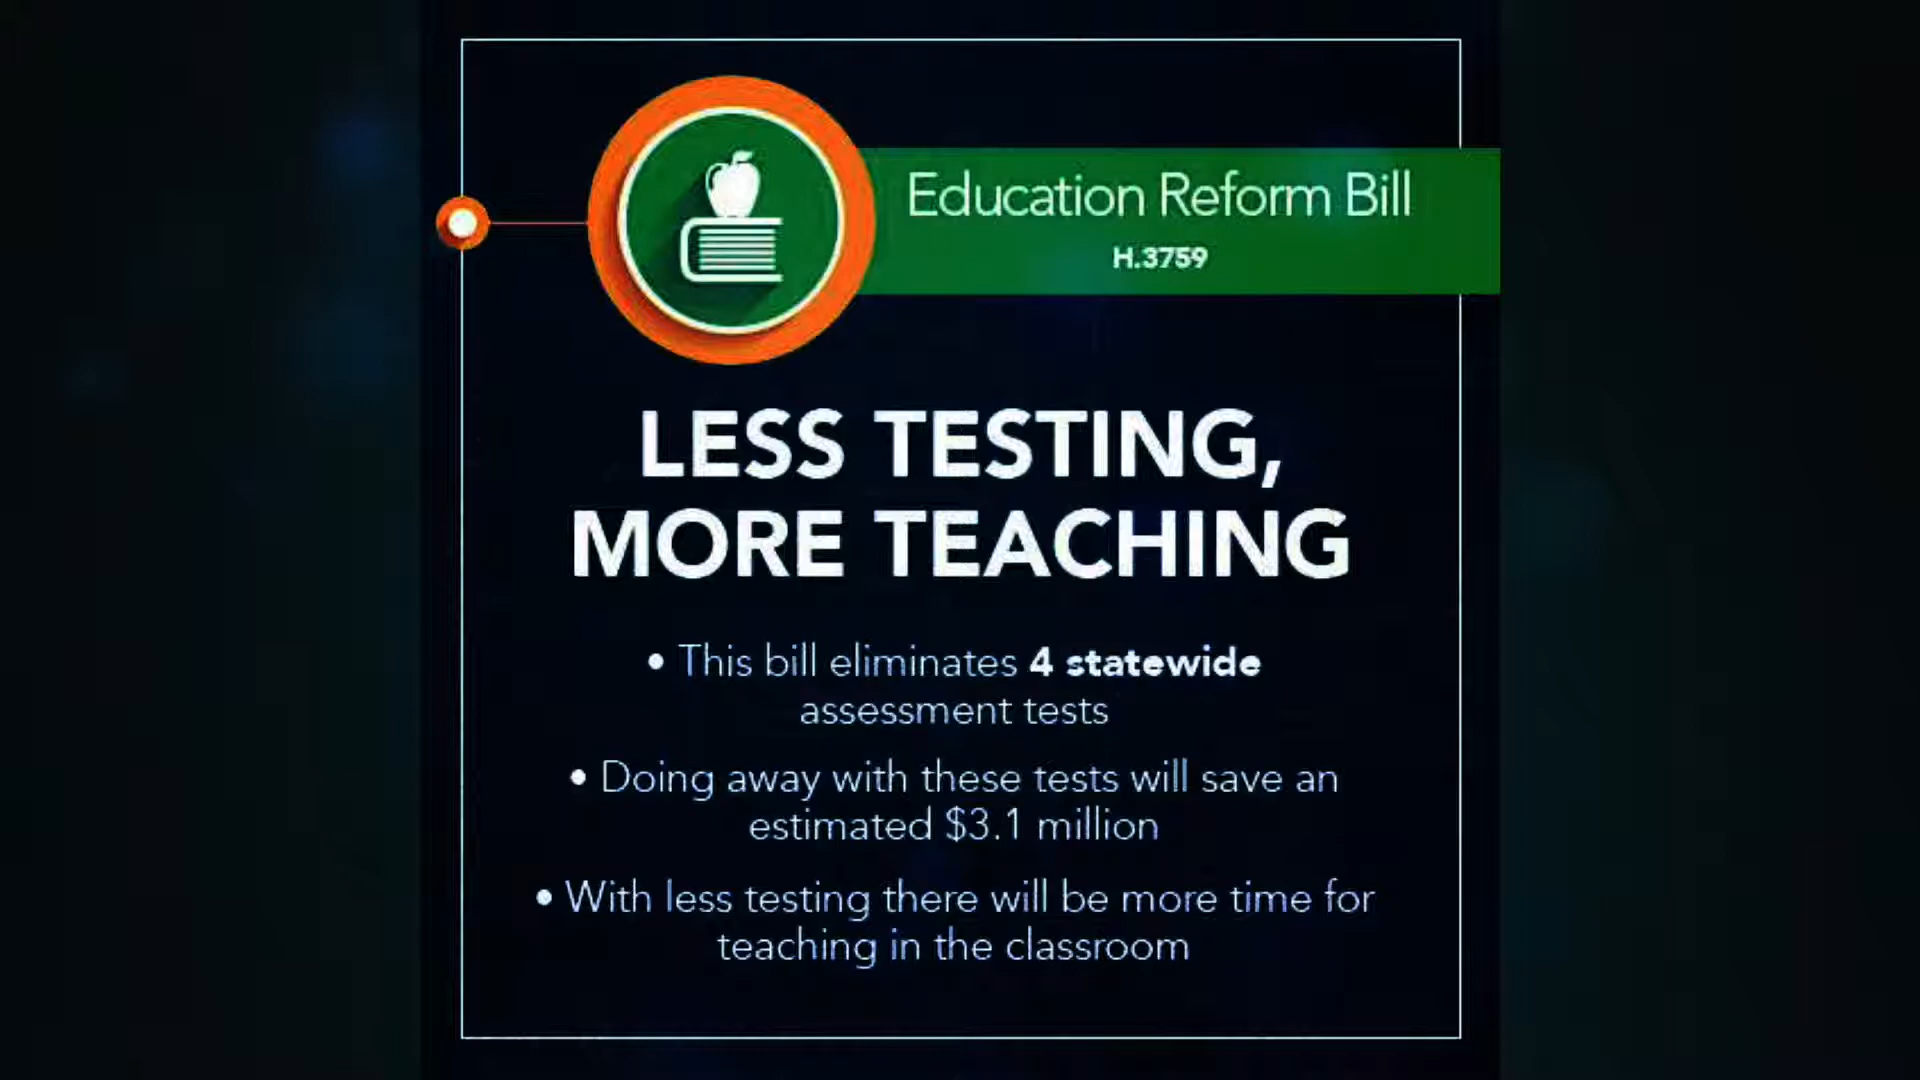 Education Reform Bill
H.3759
LESS TESTING,
MORE TEACHING
• This bill eliminates 4 statewide
assessment tests
• Doing away with these tests will save an
estimated $3.1 million
• With less testing there will be more time for
teaching in the classroom